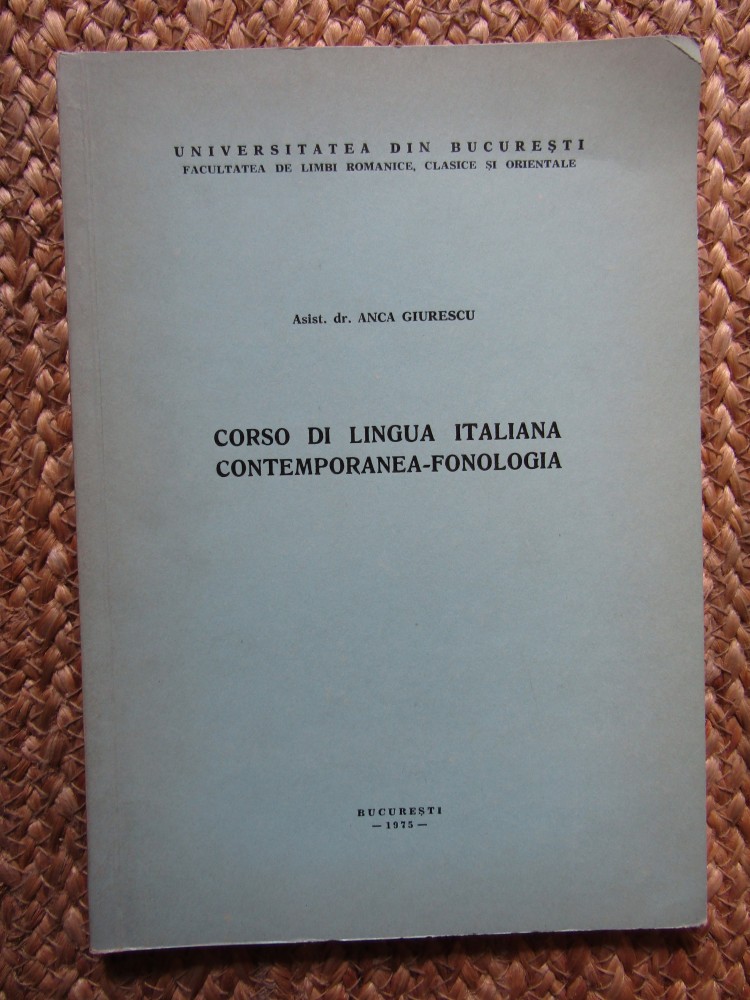 UNIVERSITATEA DIN BUCUREŞTI
FACULTATEA DE LIMBI ROMANICE, CLASICE ŞI ORIENTALE
Asist. dr. ANCA GIURESCU
CORSO DI LINGUA ITALIANA
CONTEMPORANEA-FONOLOGIA
BUCUREŞTI
— 1975 —